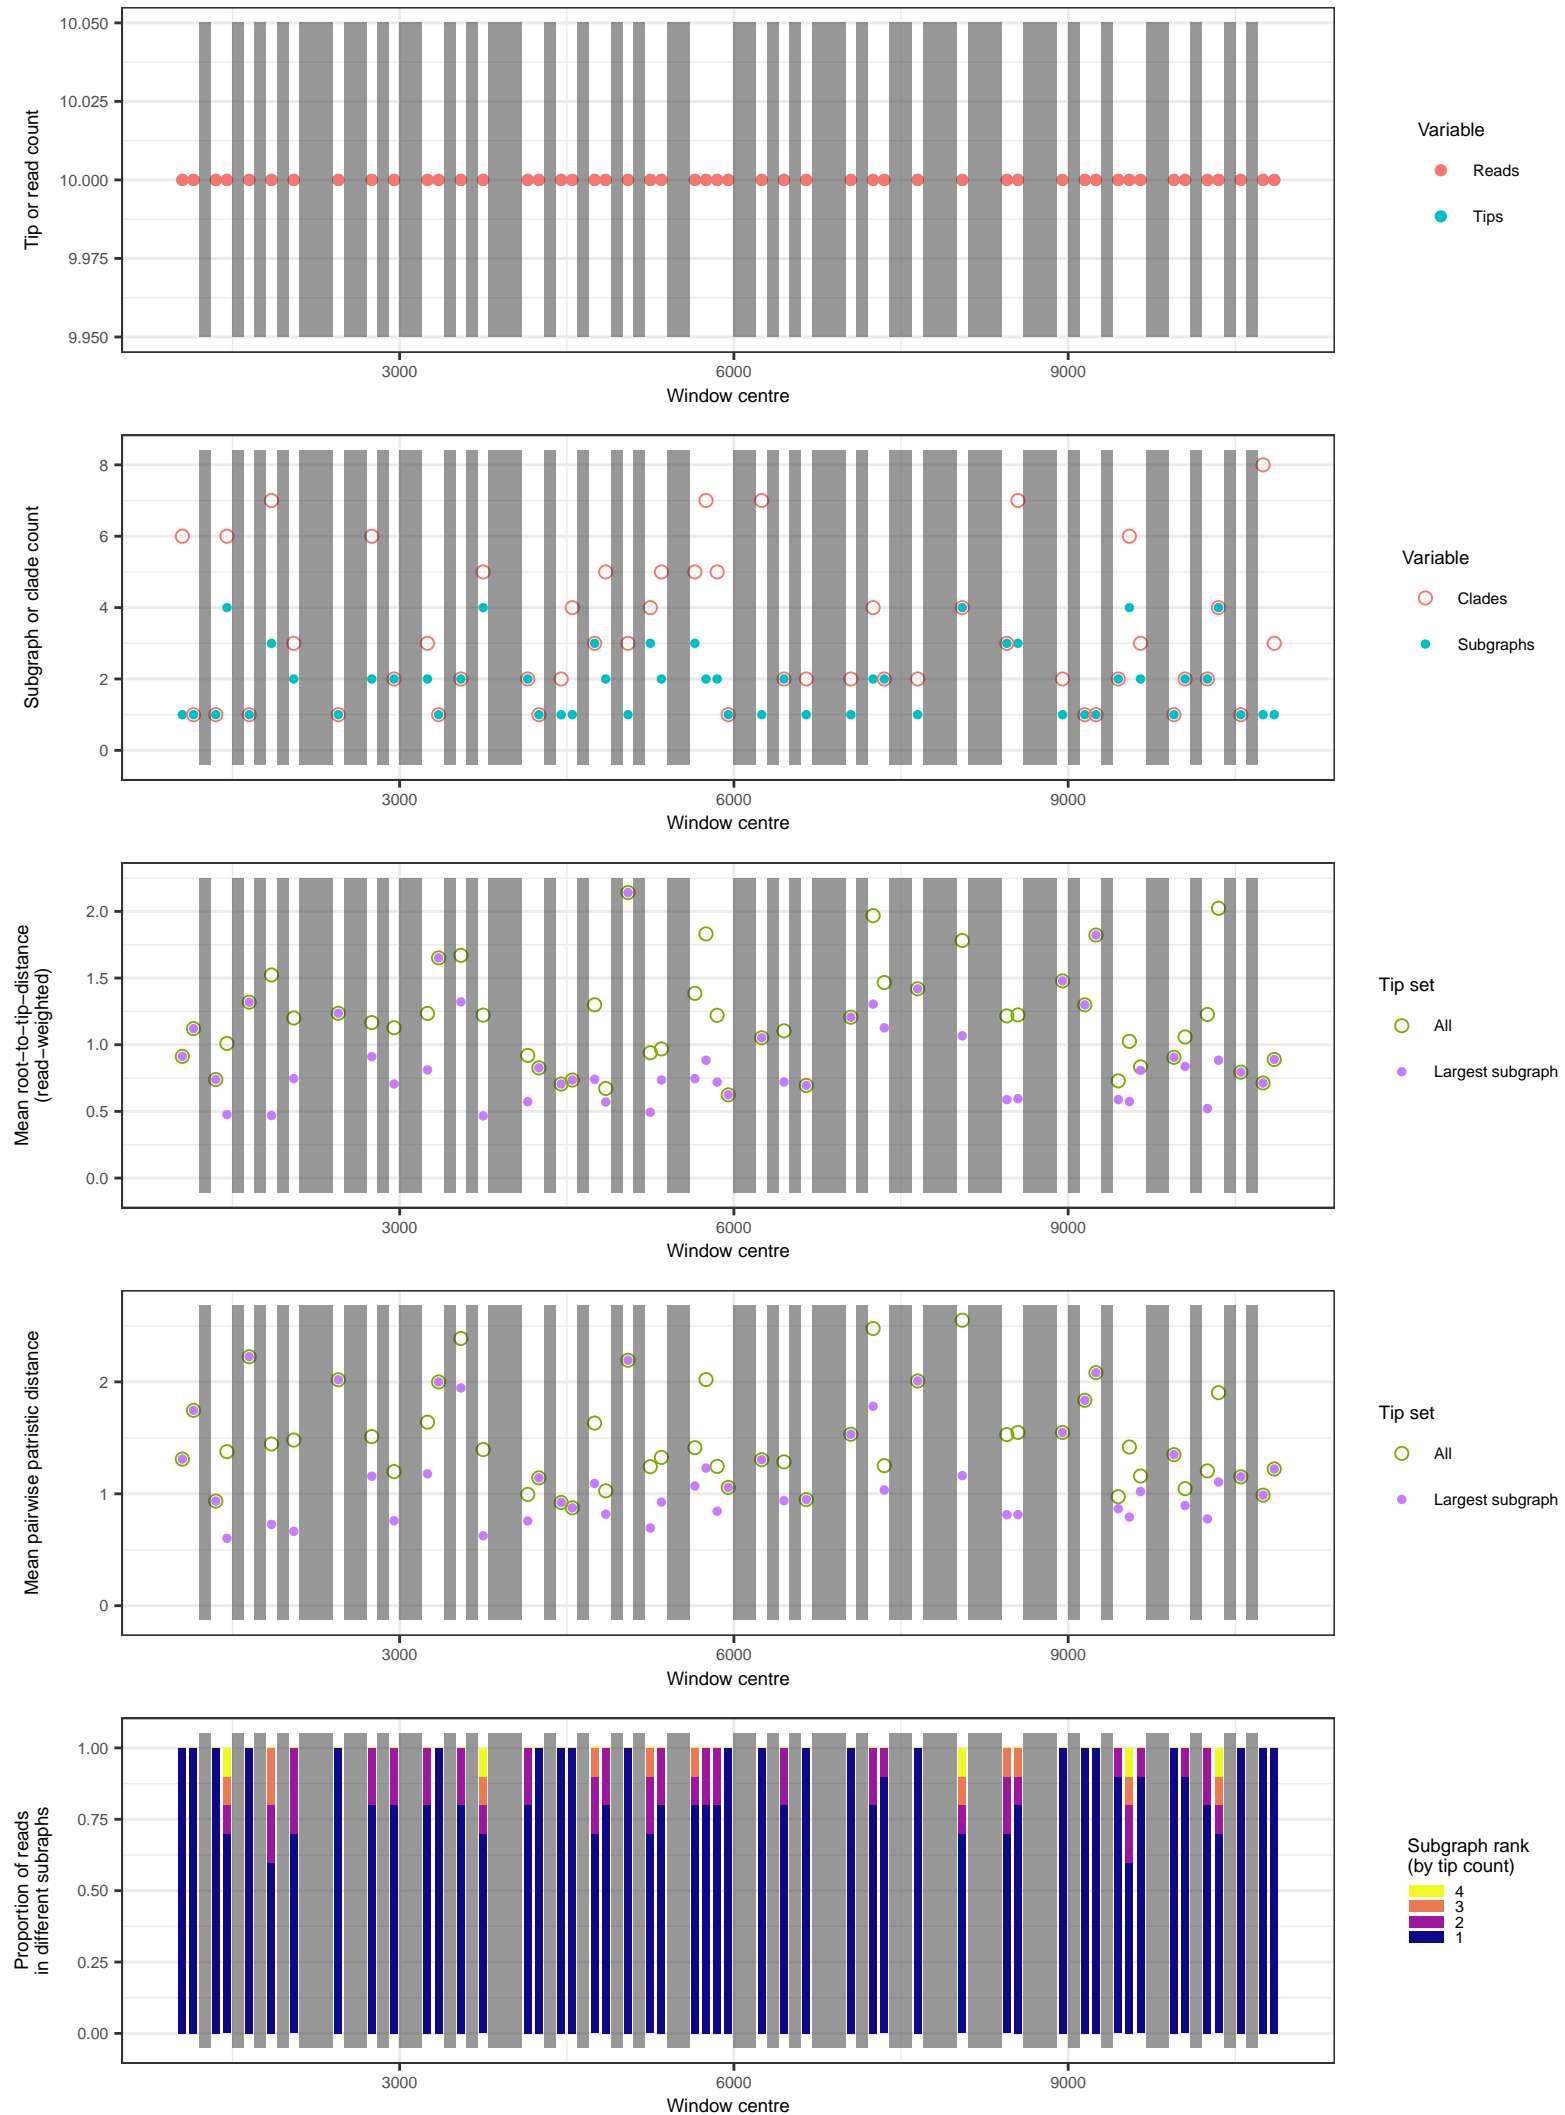 10.050
10.025
10.000
9.975
9.950
Tip or read count
3000
6000
9000
Window centre
Variable
Reads
Tips
8
6
4
2
0
Subgraph or clade count
3000
6000
9000
Window centre
Variable
Clades
Subgraphs
2.0
1.5
1.0
0.5
0.0
Mean root−to−tip−distance
(read−weighted)
3000
6000
9000
Window centre
Tip set
All
Largest subgraph
2
1
0
Mean pairwise patristic distance
3000
6000
9000
Window centre
Tip set
All
Largest subgraph
1.00
0.75
0.50
0.25
0.00
Proportion of reads
in different subraphs
3000
6000
9000
Window centre
Subgraph rank
(by tip count)
4
3
2
1